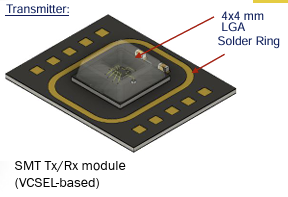 Transmitter:
4x4 mm
LGA
Solder Ring
SMT Tx/Rx module
(VCSEL-based)